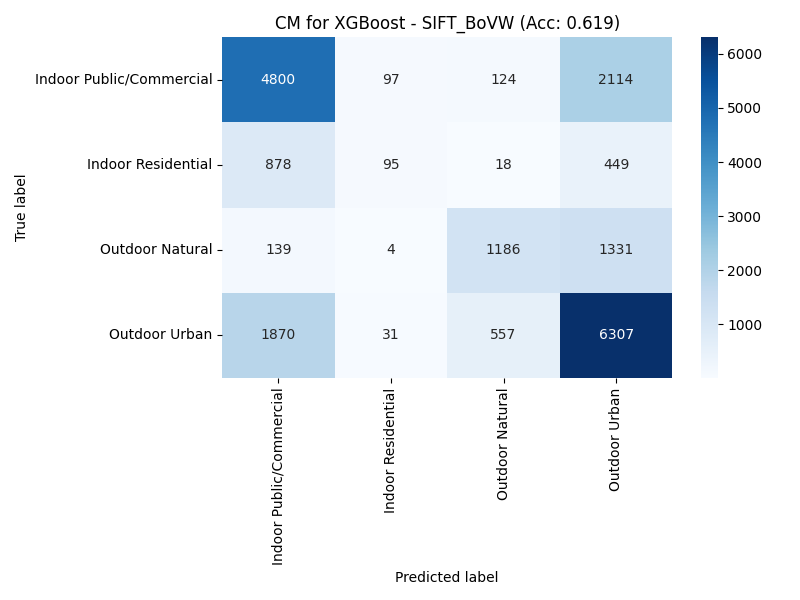 CM for XGBoost - SIFT_BoVW (Acc: 0.619)
True label
Indoor Public/Commercial 4800 97 124 2114
Indoor Residential 878 95 18 449
Outdoor Natural 139 4 1186 1331
Outdoor Urban 1870 31 557 6307
Indoor Public/Commercial
Indoor Residential
Outdoor Natural
Outdoor Urban
Predicted label
6000
5000
4000
3000
2000
1000